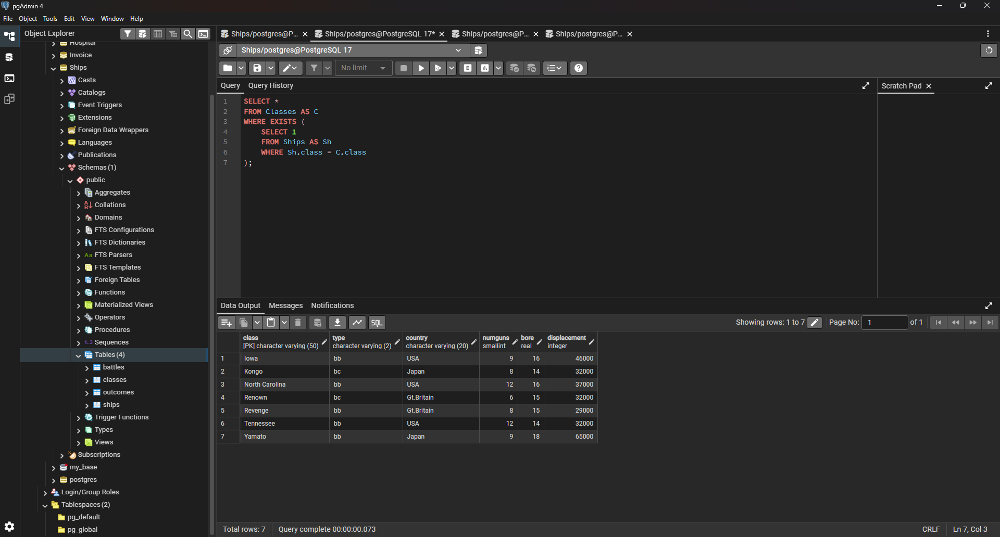 pgAdmin 4
File Object Tools Edit View Window Help
Object Explorer
Hospital
Invoice
Ships
Casts
Catalogs
Event Triggers
Extensions
Foreign Data Wrappers
Languages
Publications
Schemas (1)
public
Aggregates
Collations
Domains
FTS Configurations
FTS Dictionaries
Aa FTS Parsers
FTS Templates
Foreign Tables
Functions
Materialized Views
Operators
Procedures
1..3 Sequences
Tables (4)
battles
classes
outcomes
ships
Trigger Functions
Types
Views
Subscriptions
my_base
postgres
Login/Group Roles
Tablespaces (2)
pg_default
pg_global
Ships/postgres@P... Ships/postgres@PostgreSQL 17* Ships/postgres@P... Ships/postgres@P...
Ships/postgres@PostgreSQL 17
No limit E
Query Query History
Scratch Pad
1 SELECT *
2 FROM Classes AS C
3 WHERE EXISTS (
4 SELECT 1
5 FROM Ships AS Sh
6 WHERE Sh.class = C.class
7 );
Data Output Messages Notifications
SQL Showing rows: 1 to 7 Page No: 1 of 1
class type country numguns bore displacement
[PK] character varying (50) character varying (2) character varying (20) smallint real integer
1 Iowa bb USA 9 16 46000
2 Kongo bc Japan 8 14 32000
3 North Carolina bb USA 12 16 37000
4 Renown bc Gt.Britain 6 15 32000
5 Revenge bb Gt.Britain 8 15 29000
6 Tennessee bb USA 12 14 32000
7 Yamato bb Japan 9 18 65000
Total rows: 7 Query complete 00:00:00.073 CRLF Ln 7, Col 3